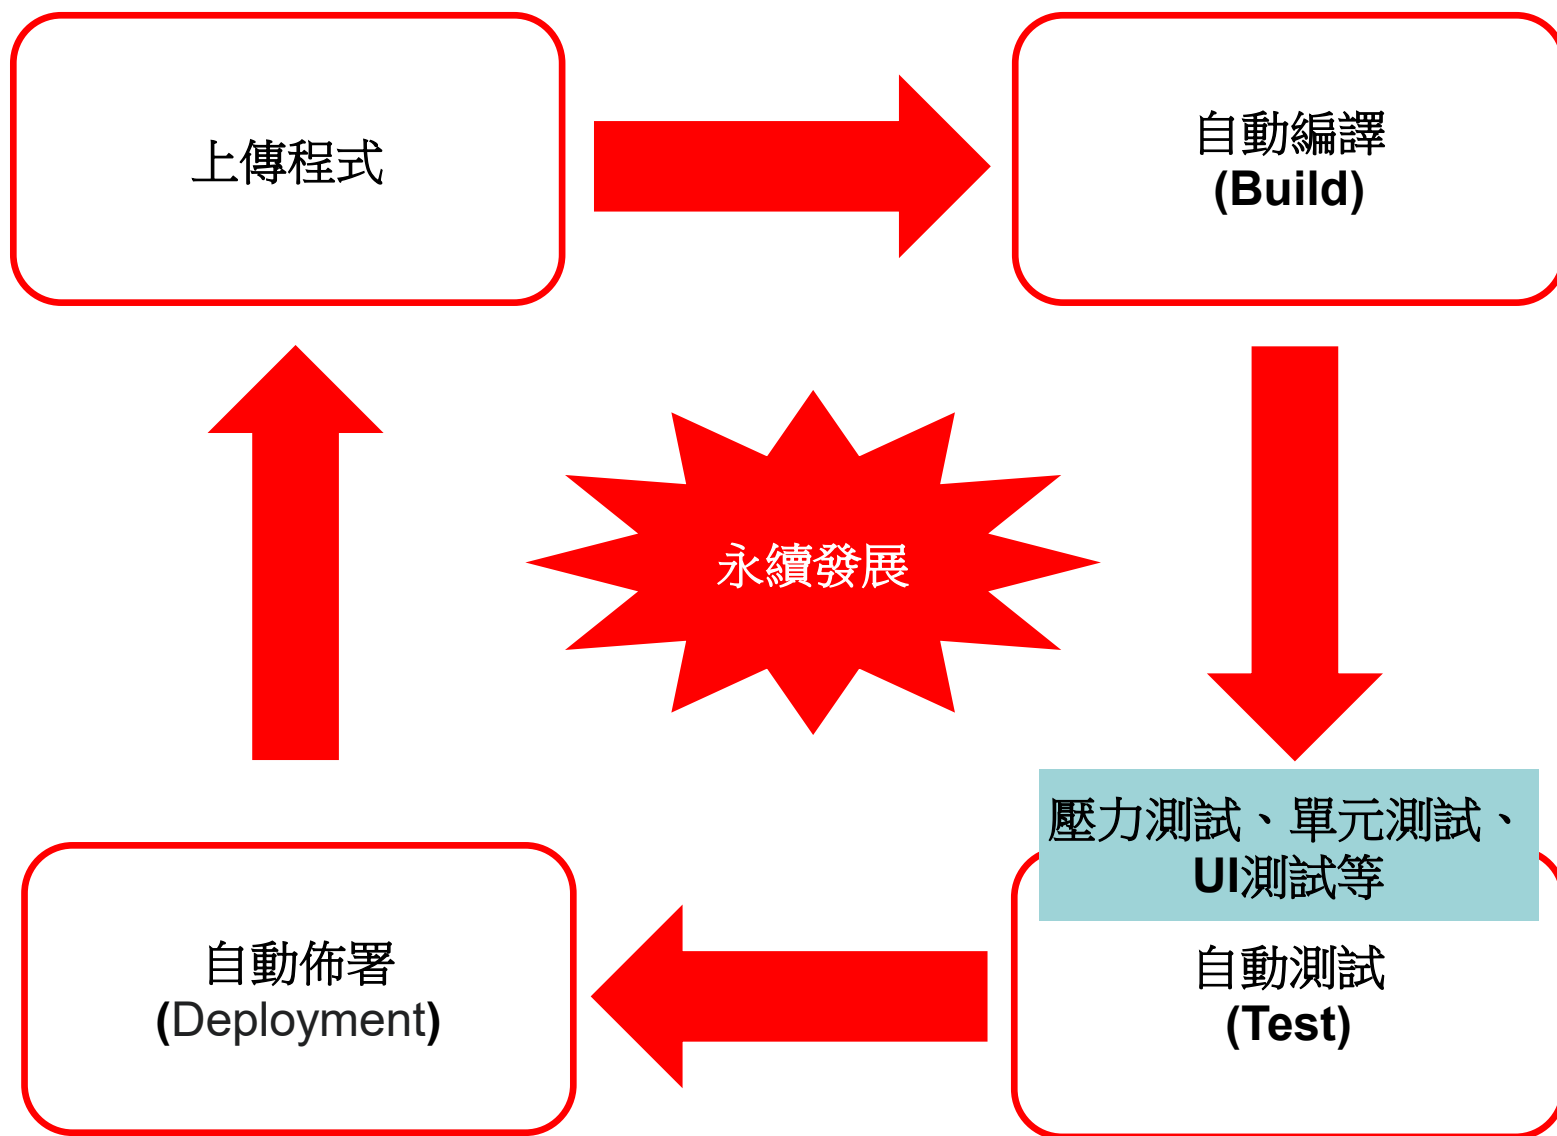 上傳程式
自動編譯
(Build)
永續發展
壓力測試、單元測試、
UI測試等
自動測試
(Test)
自動佈署
(Deployment)